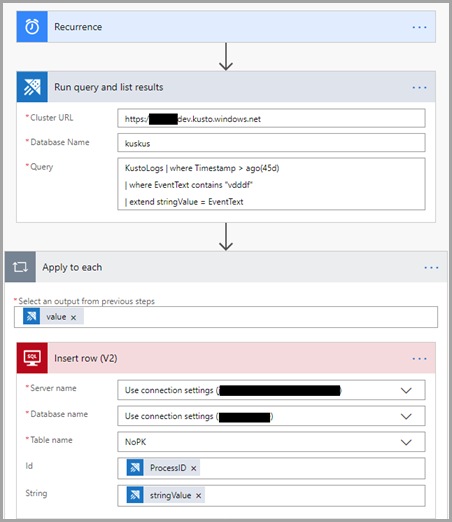 Recurrence
Run query and list results
* Cluster URL
https: dev.kusto.windows.net
* Database Name
kuskus
* Query
KustoLogs | where Timestamp > ago(45d)
| where EventText contains "vdddf"
| extend stringValue = EventText
Apply to each
* Select an output from previous steps
value ×
SQL
Insert row (V2)
* Server name
Use connection settings ( )
* Database name
Use connection settings ( )
* Table name
NoPK
Id
ProcessID ×
String
stringValue ×